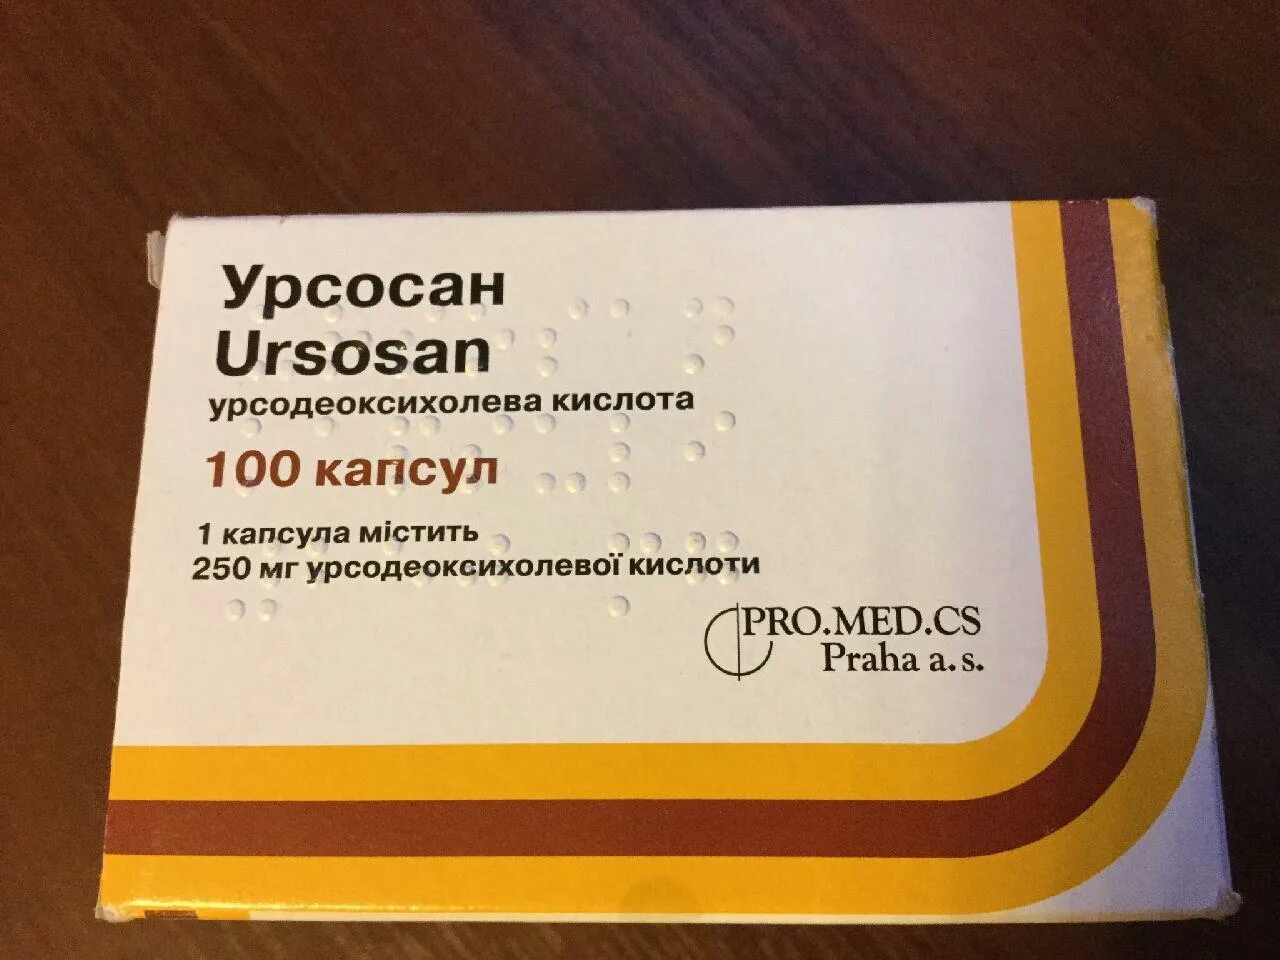 Урсосан
Ursosan
урсодеоксихолева кислота
100 капсул
1 капсула містить
250 мг урсодеоксихолевої кислоти
PRO.MED.CS
Praha a. s.